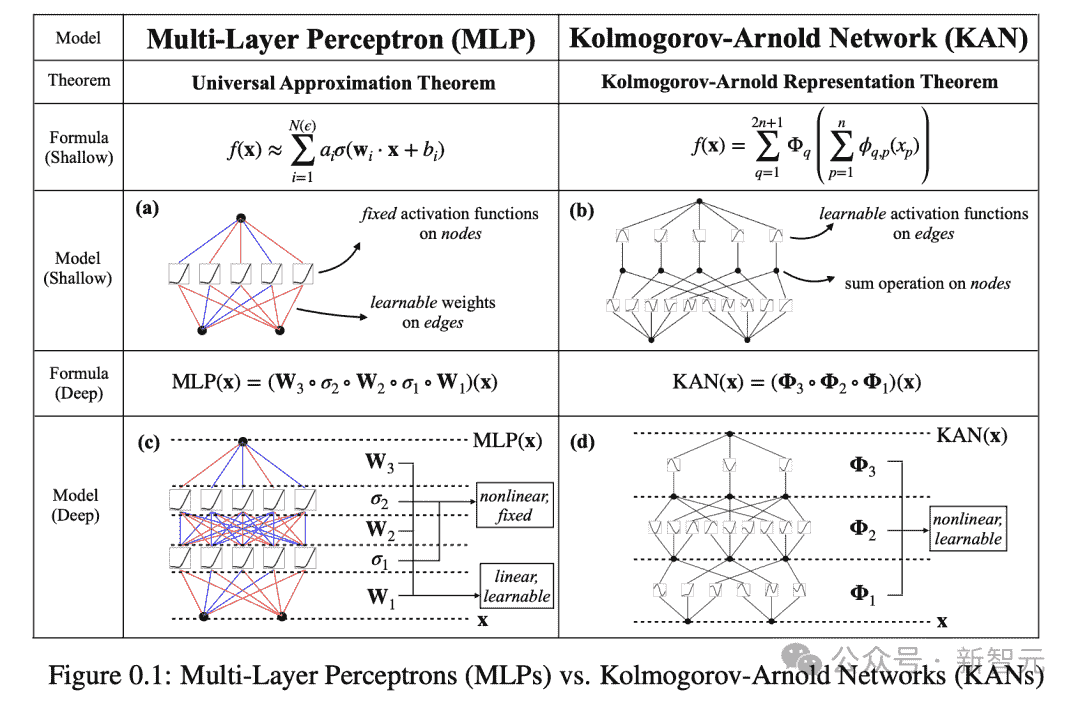 Model
Multi-Layer Perceptron (MLP)
Kolmogorov-Arnold Network (KAN)
Theorem
Universal Approximation Theorem
Kolmogorov-Arnold Representation Theorem
Formula
(Shallow)
f(x) ≈ ∑_{i=1}^{N(ϵ)} a_i σ(w_i · x + b_i)
f(x) = ∑_{q=1}^{2n+1} Φ_q ( ∑_{p=1}^{n} ϕ_{q,p}(x_p) )
Model
(Shallow)
(a)
fixed activation functions
on nodes
learnable weights
on edges
(b)
learnable activation functions
on edges
sum operation on nodes
Formula
(Deep)
MLP(x) = (W_3 ∘ σ_2 ∘ W_2 ∘ σ_1 ∘ W_1)(x)
KAN(x) = (Φ_3 ∘ Φ_2 ∘ Φ_1)(x)
Model
(Deep)
(c)
MLP(x)
W_3
σ_2
nonlinear,
fixed
W_2
σ_1
W_1
linear,
learnable
x
(d)
KAN(x)
Φ_3
Φ_2
nonlinear,
learnable
Φ_1
x
公众号 · 新智元
Figure 0.1: Multi-Layer Perceptrons (MLPs) vs. Kolmogorov-Arnold Networks (KANs)